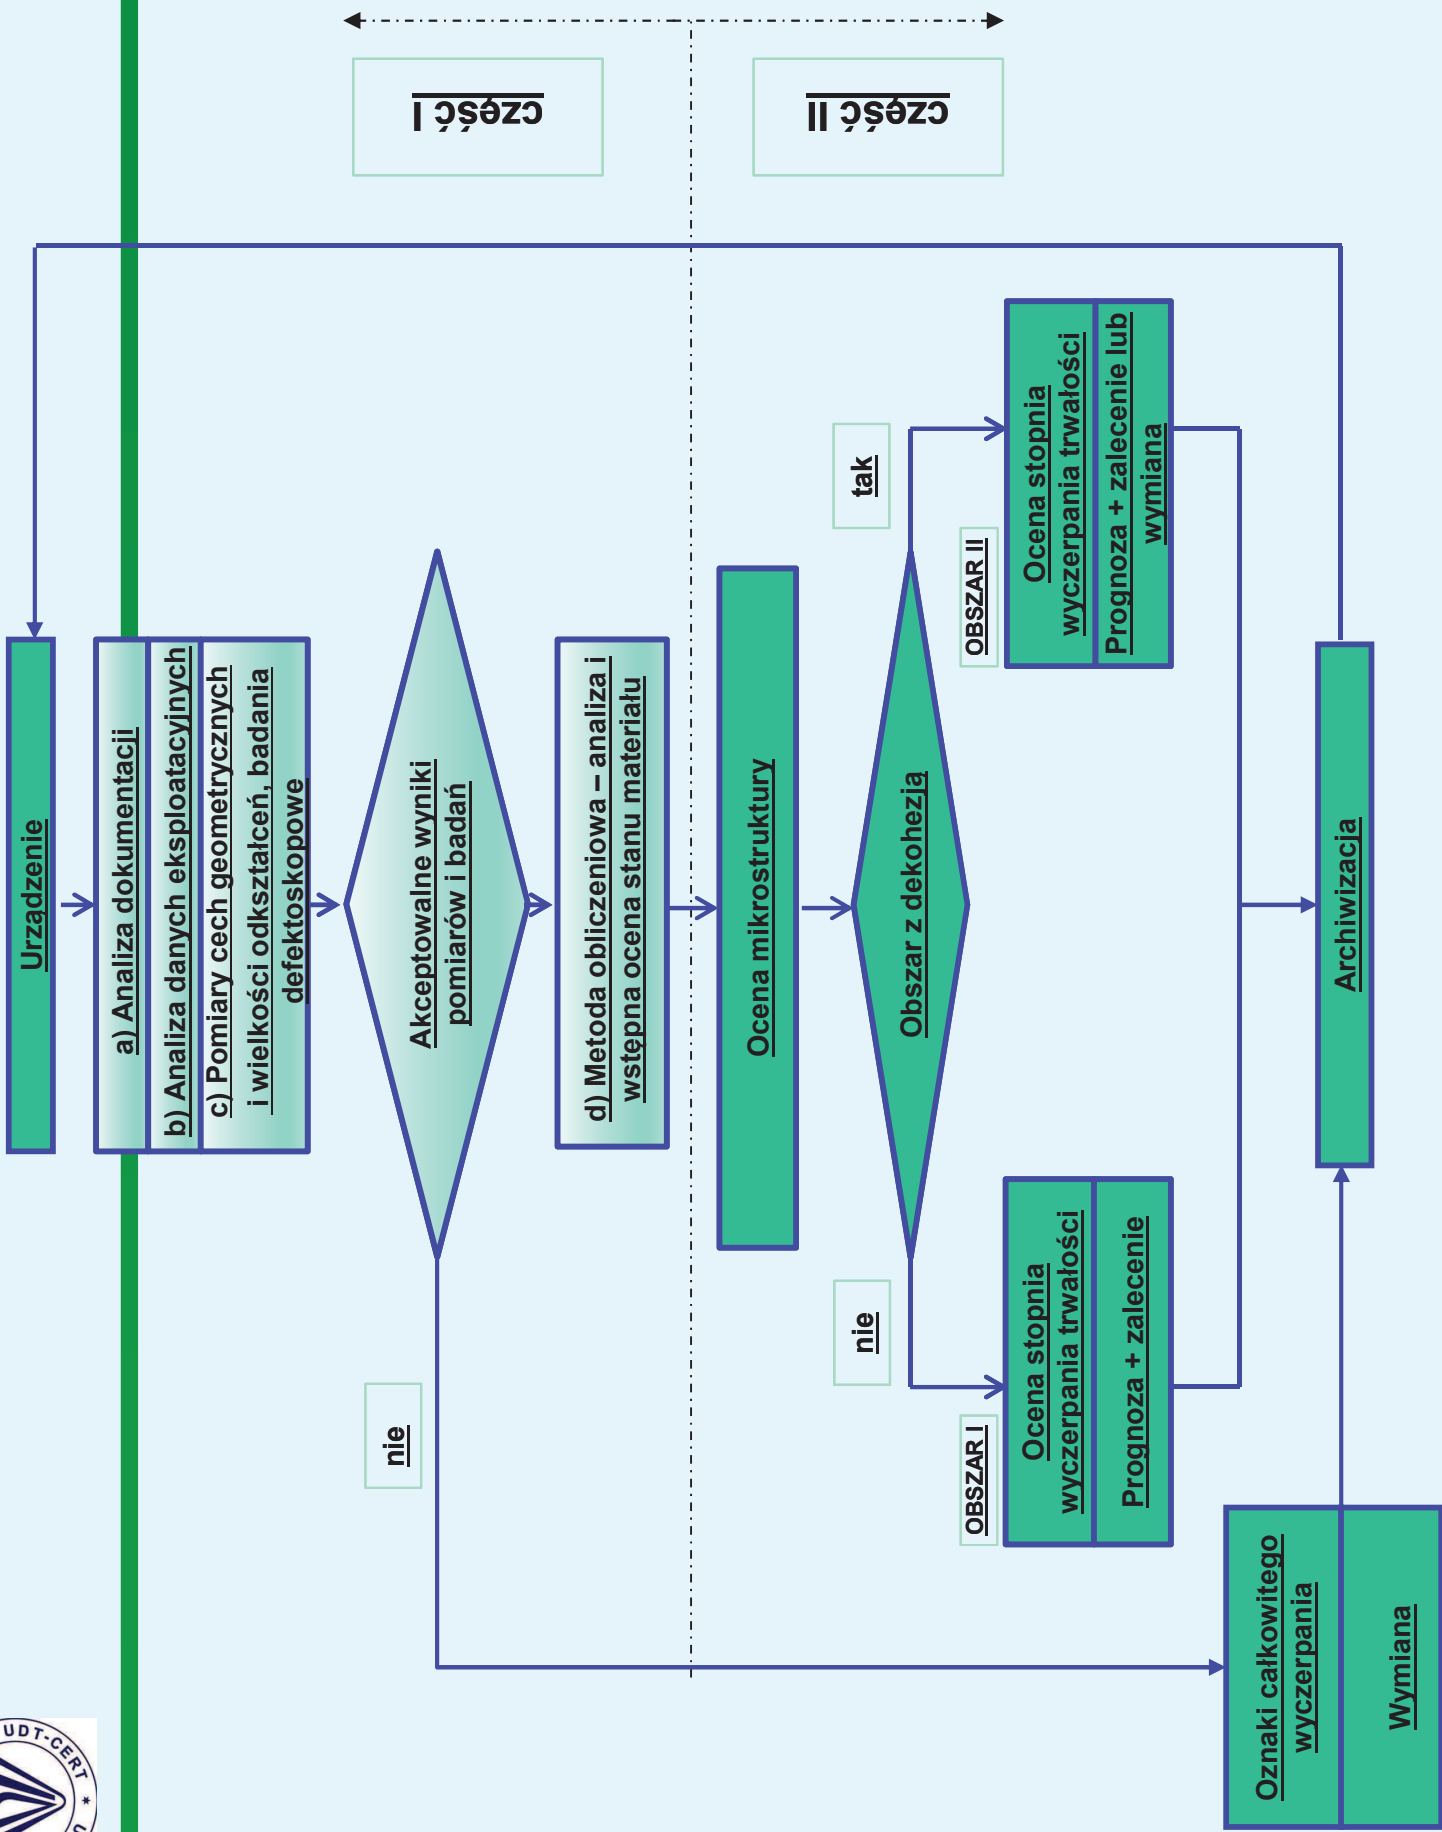 część I
część II
Urządzenie
a) Analiza dokumentacji
b) Analiza danych eksploatacyjnych
c) Pomiary cech geometrycznych
i wielkości odkształceń, badania
defektoskopowe
Akceptowalne wyniki
pomiarów i badań
nie
d) Metoda obliczeniowa – analiza i
wstępna ocena stanu materiału
Ocena mikrostruktury
Obszar z dekohezją
nie
tak
OBSZAR I
OBSZAR II
Ocena stopnia
wyczerpania trwałości
Prognoza + zalecenie
Ocena stopnia
wyczerpania trwałości
Prognoza + zalecenie lub
wymiana
Oznaki całkowitego
wyczerpania
Wymiana
Archiwizacja
UDT-CERT